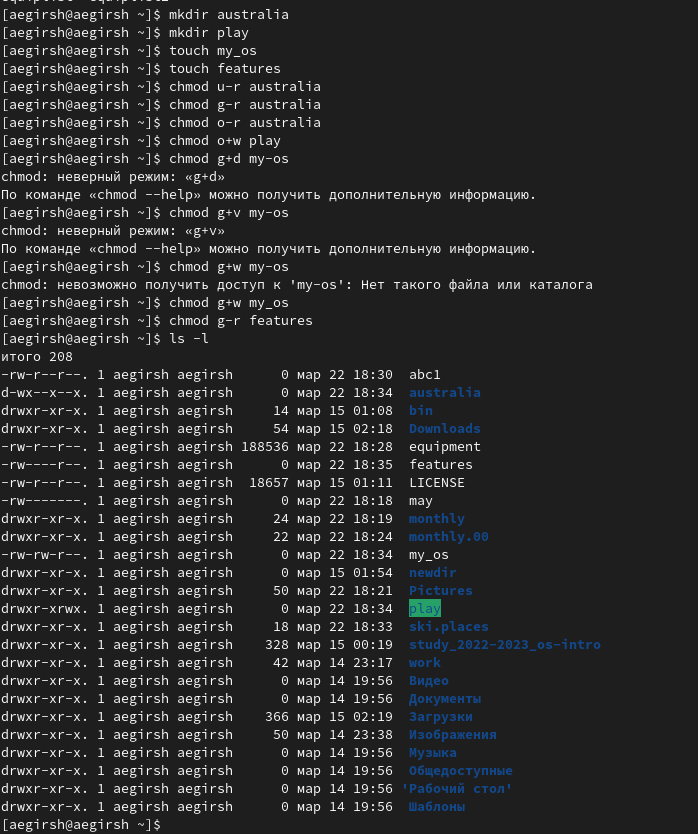 [aegirsh@aegirsh ~]$ mkdir australia
[aegirsh@aegirsh ~]$ mkdir play
[aegirsh@aegirsh ~]$ touch my_os
[aegirsh@aegirsh ~]$ touch features
[aegirsh@aegirsh ~]$ chmod u-r australia
[aegirsh@aegirsh ~]$ chmod g-r australia
[aegirsh@aegirsh ~]$ chmod o-r australia
[aegirsh@aegirsh ~]$ chmod o+w play
[aegirsh@aegirsh ~]$ chmod g+d my-os
chmod: неверный режим: «g+d»
По команде «chmod --help» можно получить дополнительную информацию.
[aegirsh@aegirsh ~]$ chmod g+v my-os
chmod: неверный режим: «g+v»
По команде «chmod --help» можно получить дополнительную информацию.
[aegirsh@aegirsh ~]$ chmod g+w my-os
chmod: невозможно получить доступ к 'my-os': Нет такого файла или каталога
[aegirsh@aegirsh ~]$ chmod g+w my_os
[aegirsh@aegirsh ~]$ chmod g-r features
[aegirsh@aegirsh ~]$ ls -l
итого 208
-rw-r--r--. 1 aegirsh aegirsh      0 мар 22 18:30  abc1
d-wx--x--x. 1 aegirsh aegirsh      0 мар 22 18:34  australia
drwxr-xr-x. 1 aegirsh aegirsh     14 мар 15 01:08  bin
drwxr-xr-x. 1 aegirsh aegirsh     54 мар 15 02:18  Downloads
-rw-r--r--. 1 aegirsh aegirsh 188536 мар 22 18:28  equipment
-rw----r--. 1 aegirsh aegirsh      0 мар 22 18:35  features
-rw-r--r--. 1 aegirsh aegirsh  18657 мар 15 01:11  LICENSE
-rw-------. 1 aegirsh aegirsh      0 мар 22 18:18  may
drwxr-xr-x. 1 aegirsh aegirsh     24 мар 22 18:19  monthly
drwxr-xr-x. 1 aegirsh aegirsh     22 мар 22 18:24  monthly.00
-rw-rw-r--. 1 aegirsh aegirsh      0 мар 22 18:34  my_os
drwxr-xr-x. 1 aegirsh aegirsh      0 мар 15 01:54  newdir
drwxr-xr-x. 1 aegirsh aegirsh     50 мар 22 18:21  Pictures
drwxr-xrwx. 1 aegirsh aegirsh      0 мар 22 18:34  play
drwxr-xr-x. 1 aegirsh aegirsh     18 мар 22 18:33  ski.places
drwxr-xr-x. 1 aegirsh aegirsh    328 мар 15 00:19  study_2022-2023_os-intro
drwxr-xr-x. 1 aegirsh aegirsh     42 мар 14 23:17  work
drwxr-xr-x. 1 aegirsh aegirsh      0 мар 14 19:56  Видео
drwxr-xr-x. 1 aegirsh aegirsh      0 мар 14 19:56  Документы
drwxr-xr-x. 1 aegirsh aegirsh    366 мар 15 02:19  Загрузки
drwxr-xr-x. 1 aegirsh aegirsh     50 мар 14 23:38  Изображения
drwxr-xr-x. 1 aegirsh aegirsh      0 мар 14 19:56  Музыка
drwxr-xr-x. 1 aegirsh aegirsh      0 мар 14 19:56  Общедоступные
drwxr-xr-x. 1 aegirsh aegirsh      0 мар 14 19:56 'Рабочий стол'
drwxr-xr-x. 1 aegirsh aegirsh      0 мар 14 19:56  Шаблоны
[aegirsh@aegirsh ~]$